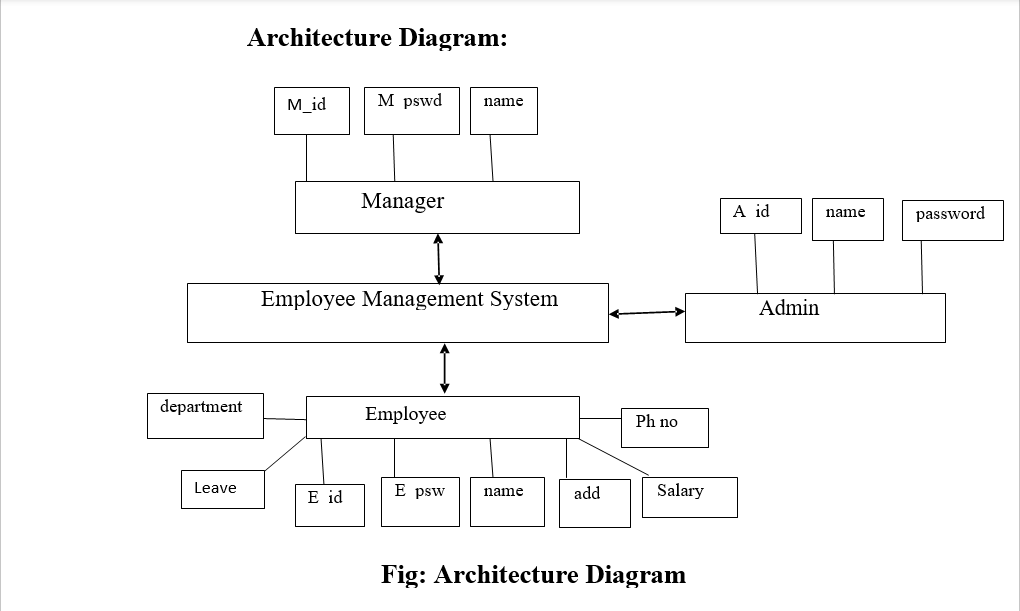 Architecture Diagram:
M_id
M pswd
name
Manager
A id
name
password
Employee Management System
Admin
department
Employee
Ph no
Leave
E id
E psw
name
add
Salary
Fig: Architecture Diagram